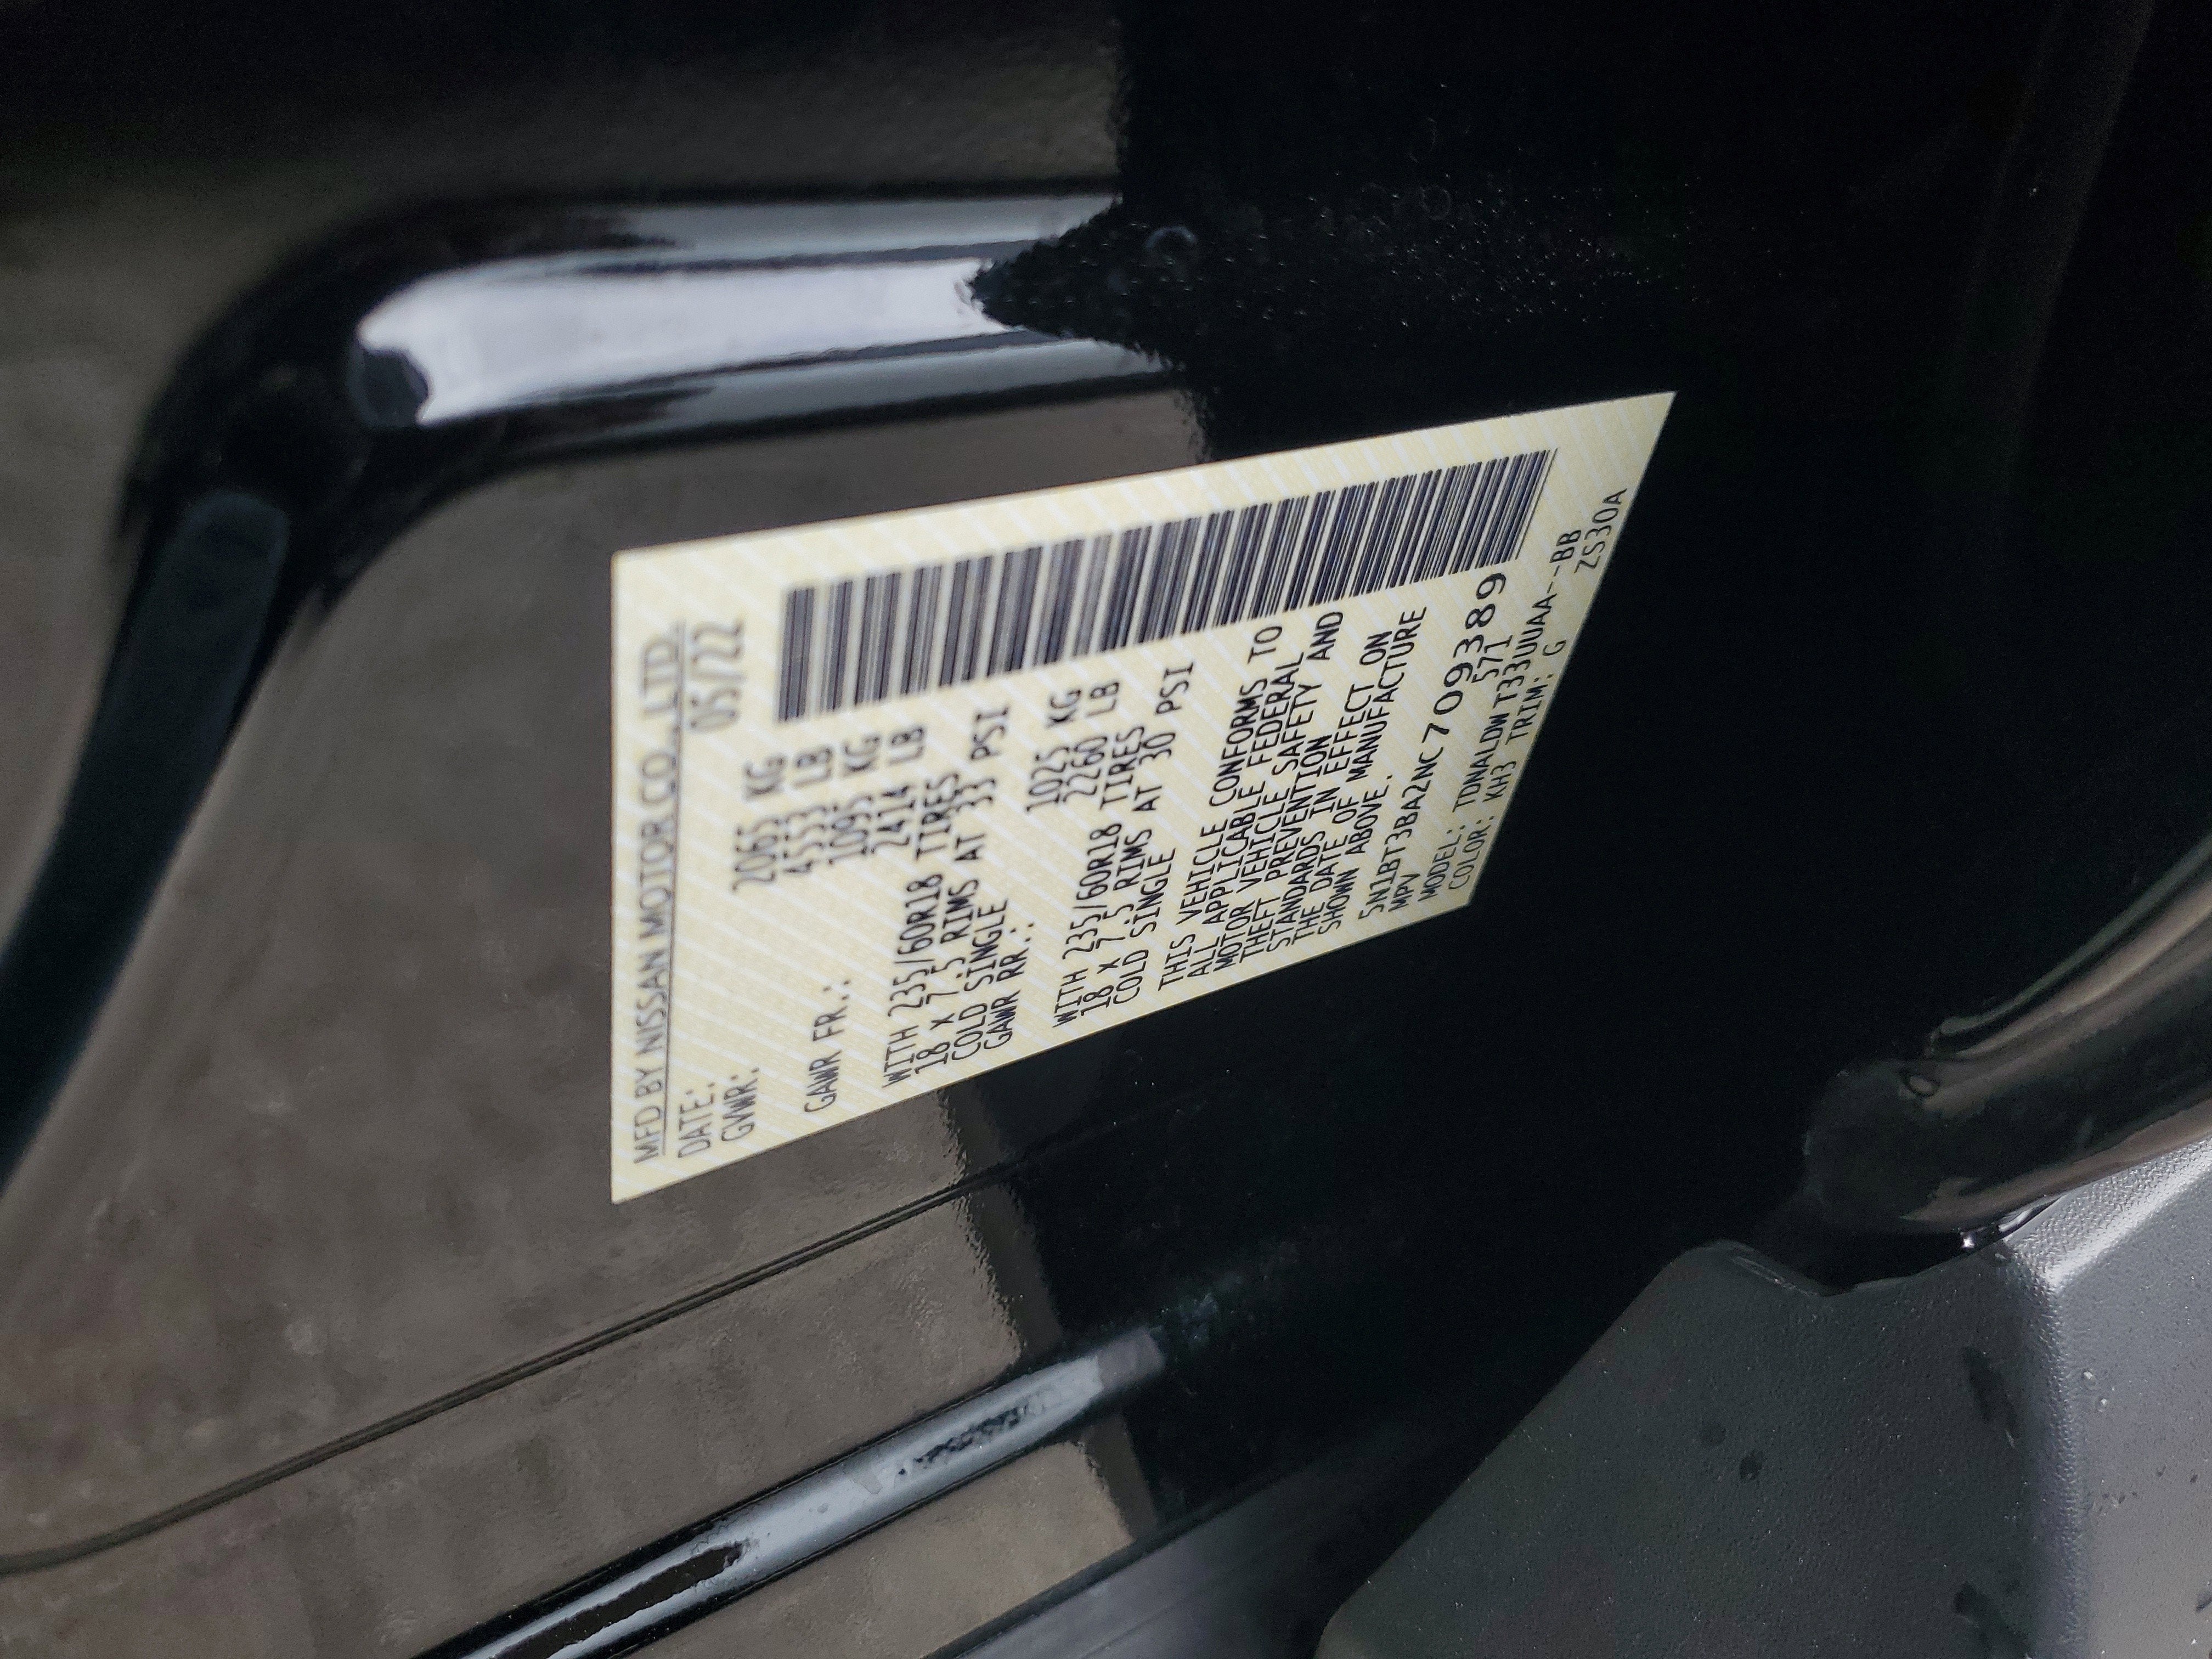 MFD BY NISSAN MOTOR CO.,LTD.
DATE: 05/22
GVWR: 2065 KG
4553 LB
GAWR FR.: 1095 KG
2414 LB
WITH 235/60R18 TIRES
18 x 7.5 RIMS AT 33 PSI
COLD SINGLE
GAWR RR.: 1025 KG
2260 LB
WITH 235/60R18 TIRES
18 x 7.5 RIMS AT 30 PSI
COLD SINGLE
THIS VEHICLE CONFORMS TO
ALL APPLICABLE FEDERAL
MOTOR VEHICLE SAFETY AND
THEFT PREVENTION
STANDARDS IN EFFECT ON
THE DATE OF MANUFACTURE
SHOWN ABOVE.
5N1BT3BA2NC709389
MPV 571
MODEL: TDNALDWT33UUAA--BB
COLOR: KH3 TRIM: G ZS30A